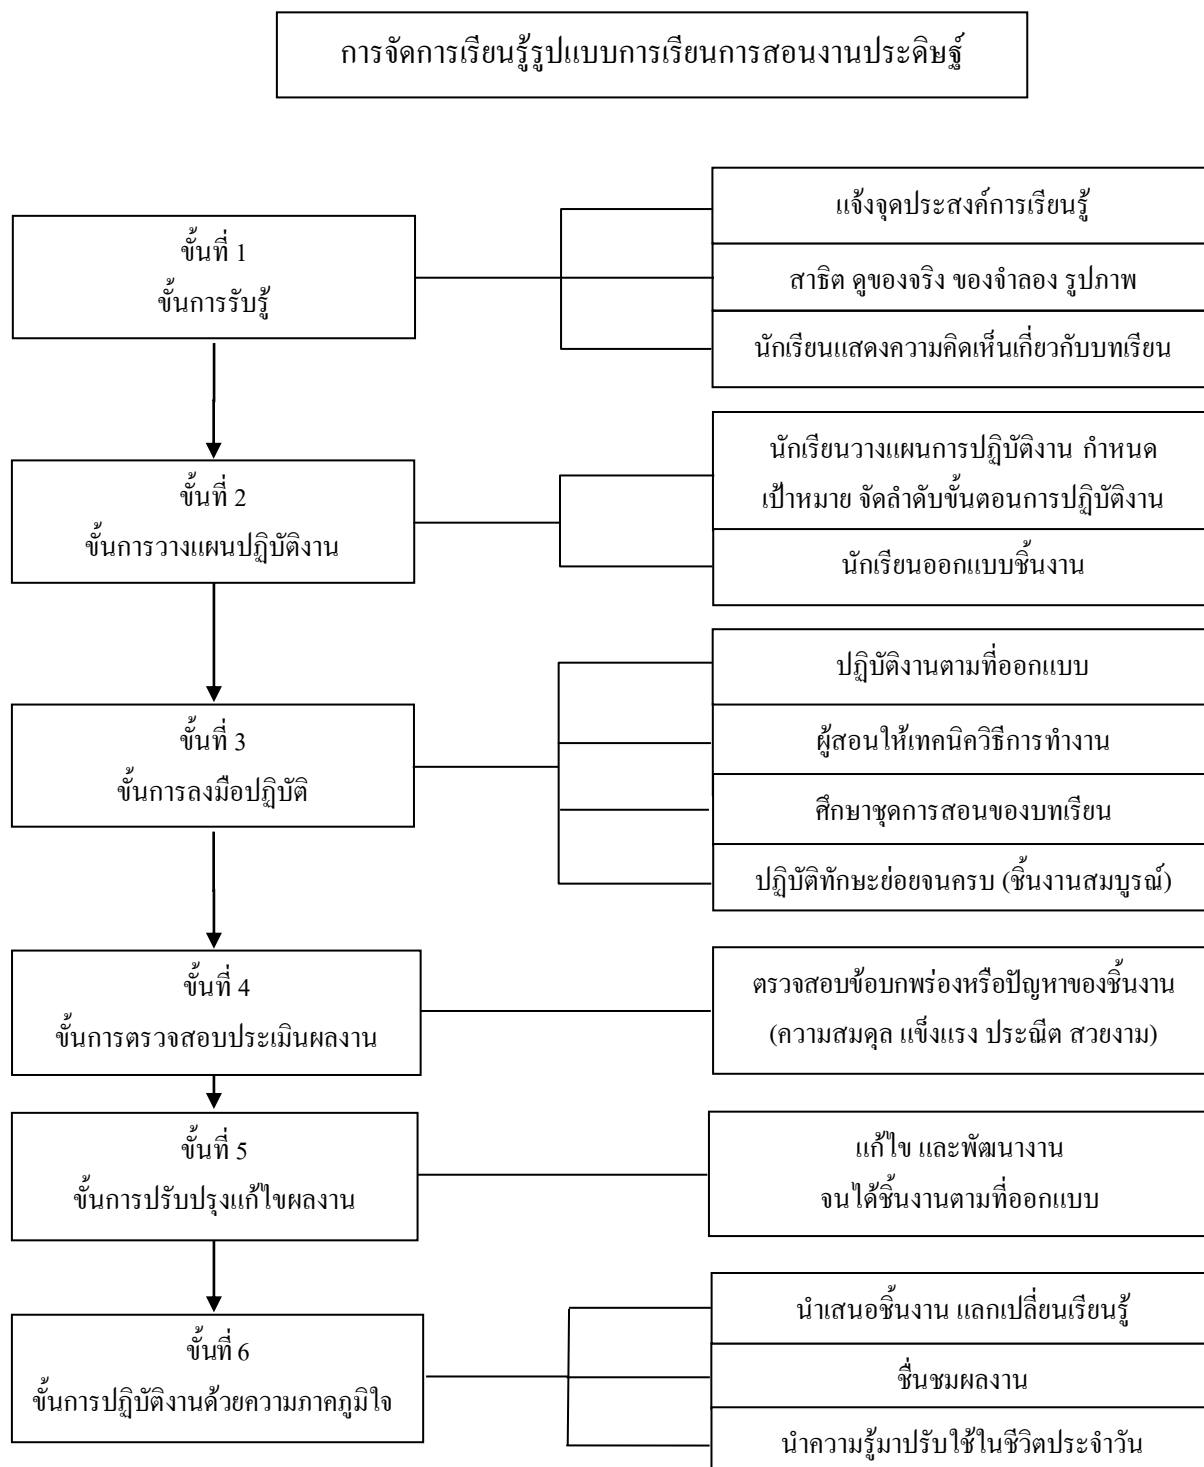 การจัดการเรียนรู้รูปแบบการเรียนการสอนงานประดิษฐ์
ขั้นที่ 1
ขั้นการรับรู้
แจ้งจุดประสงค์การเรียนรู้
สาธิต ดูของจริง ของจำลอง รูปภาพ
นักเรียนแสดงความคิดเห็นเกี่ยวกับบทเรียน
ขั้นที่ 2
ขั้นการวางแผนปฏิบัติงาน
นักเรียนวางแผนการปฏิบัติงาน กำหนด
เป้าหมาย จัดลำดับขั้นตอนการปฏิบัติงาน
นักเรียนออกแบบชิ้นงาน
ขั้นที่ 3
ขั้นการลงมือปฏิบัติ
ปฏิบัติงานตามที่ออกแบบ
ผู้สอนให้เทคนิควิธีการทำงาน
ศึกษาชุดการสอนของบทเรียน
ปฏิบัติทักษะย่อยจนครบ (ชิ้นงานสมบูรณ์)
ขั้นที่ 4
ขั้นการตรวจสอบประเมินผลงาน
ตรวจสอบข้อบกพร่องหรือปัญหาของชิ้นงาน
(ความสมดุล แข็งแรง ประณีต สวยงาม)
ขั้นที่ 5
ขั้นการปรับปรุงแก้ไขผลงาน
แก้ไข และพัฒนางาน
จนได้ชิ้นงานตามที่ออกแบบ
ขั้นที่ 6
ขั้นการปฏิบัติงานด้วยความภาคภูมิใจ
นำเสนอชิ้นงาน แลกเปลี่ยนเรียนรู้
ชื่นชมผลงาน
นำความรู้มาปรับใช้ในชีวิตประจำวัน